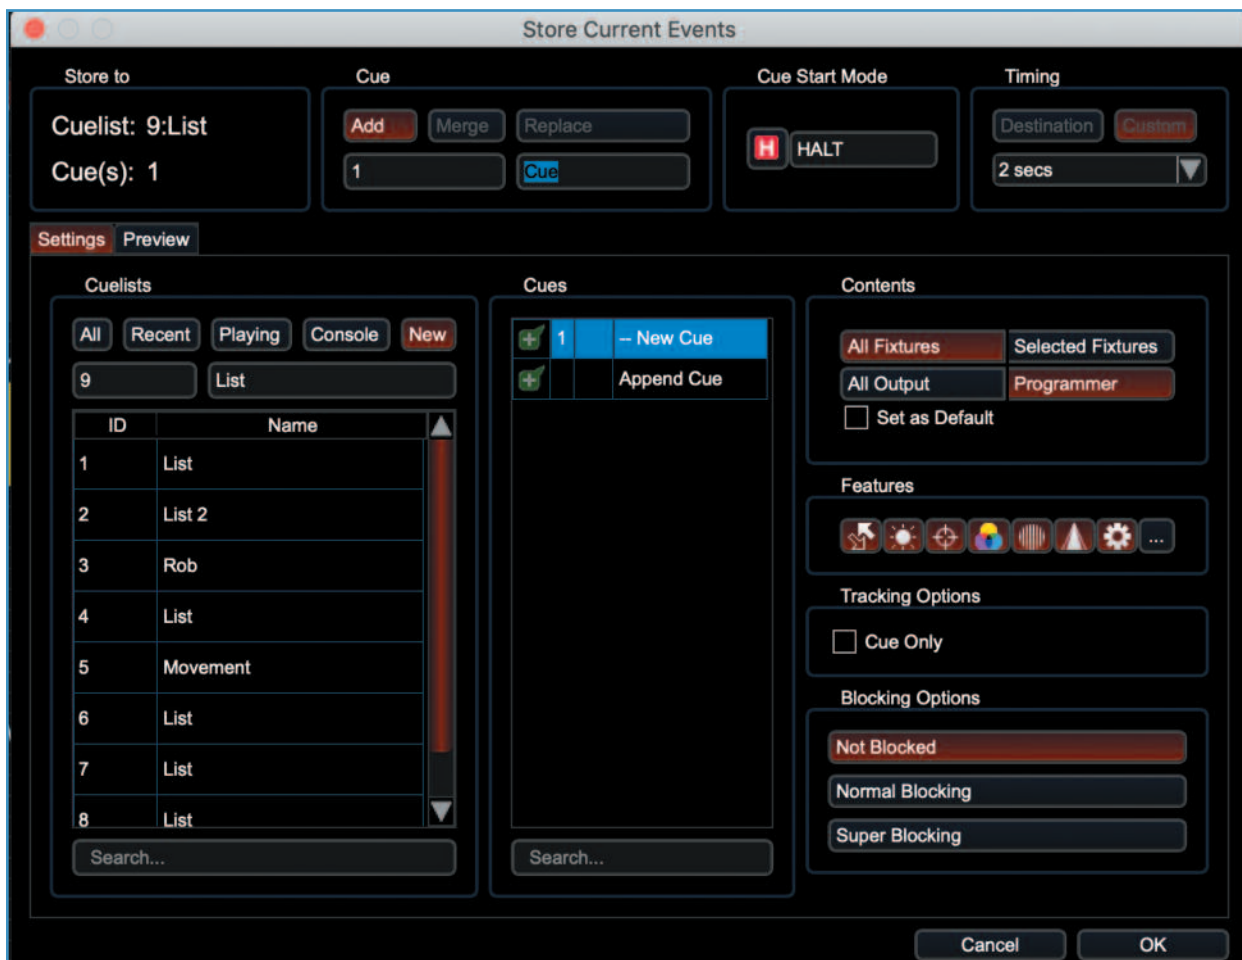 Store Current Events
Store to
Cuelist: 9:List
Cue(s): 1
Cue
Add
Merge
Replace
1
Cue
Cue Start Mode
H
HALT
Timing
Destination
Custom
2 secs
Settings
Preview
Cuelists
All
Recent
Playing
Console
New
9
List
ID Name
1 List
2 List 2
3 Rob
4 List
5 Movement
6 List
7 List
8 List
Search...
Cues
1 -- New Cue
Append Cue
Search...
Contents
All Fixtures
Selected Fixtures
All Output
Programmer
Set as Default
Features
...
Tracking Options
Cue Only
Blocking Options
Not Blocked
Normal Blocking
Super Blocking
Cancel
OK